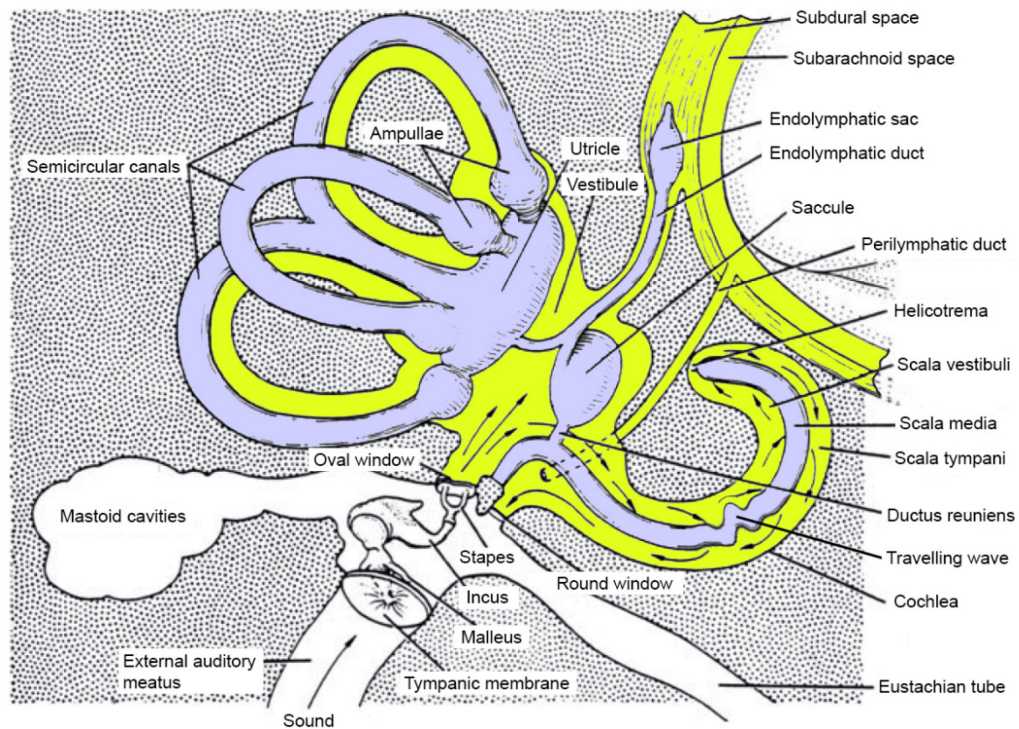 Subdural space
Subarachnoid space
Endolymphatic sac
Ampullae
Utricle
Endolymphatic duct
Semicircular canals
Vestibule
Saccule
Perilymphatic duct
Helicotrema
Scala vestibuli
Scala media
Oval window
Scala tympani
Mastoid cavities
Ductus reuniens
Stapes
Travelling wave
Round window
Incus
Cochlea
Malleus
External auditory
meatus
Tympanic membrane
Eustachian tube
Sound